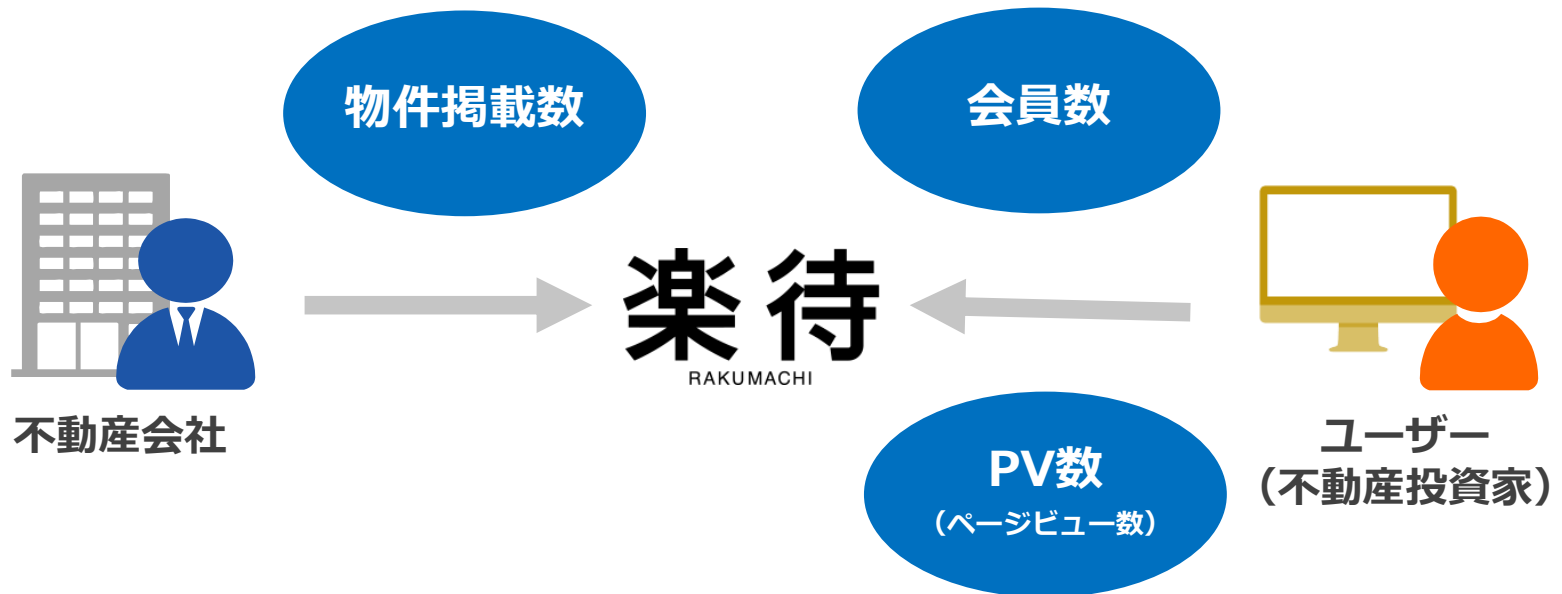 物件掲載数
会員数
楽待
RAKUMACHI
不動産会社
PV数
（ページビュー数）
ユーザー
（不動産投資家）